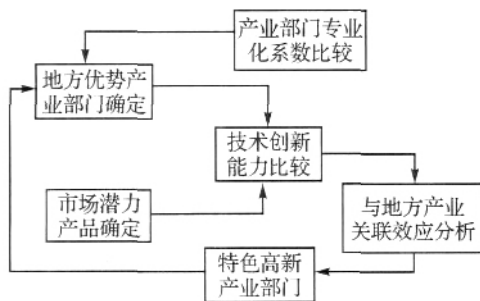 产业部门专业
化系数比较
地方优势产
业部门确定
技术创新
能力比较
市场潜力
产品确定
与地方产业
关联效应分析
特色高新
产业部门